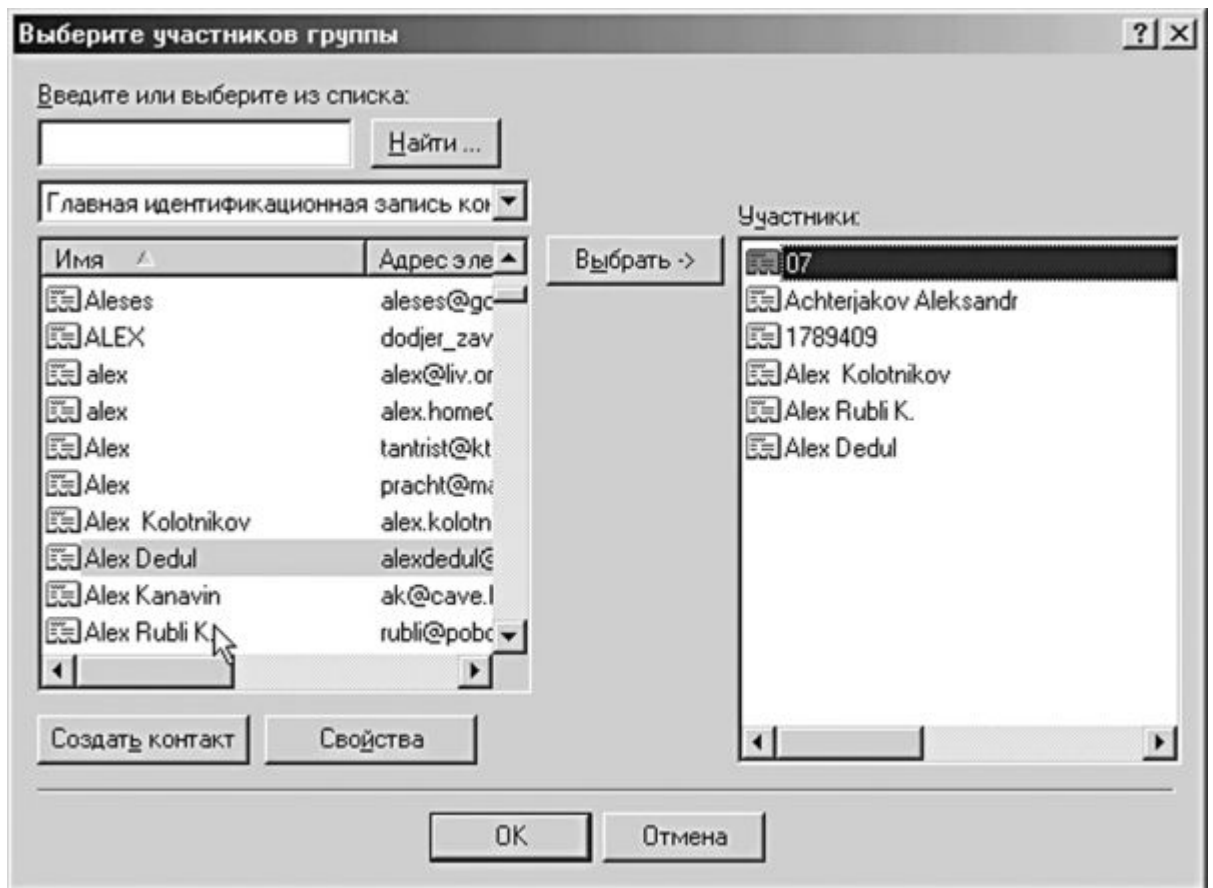 Выберите участников группы
Введите или выберите из списка:
Найти ...
Главная идентификационная запись кон
Имя Адрес эле
Aleses aleses@gc
ALEX dodjer_zav
alex alex@liv.or
alex alex.home
Alex tantrist@kt
Alex pracht@ma
Alex Kolotnikov alex.kolotn
Alex Dedul alexdedul@
Alex Kanavin ak@cave.l
Alex Rubli K. rubli@pobo
Создать контакт
Свойства
Выбрать ->
Участники:
07
Achterjakov Aleksandr
1789409
Alex Kolotnikov
Alex Rubli K.
Alex Dedul
OK
Отмена